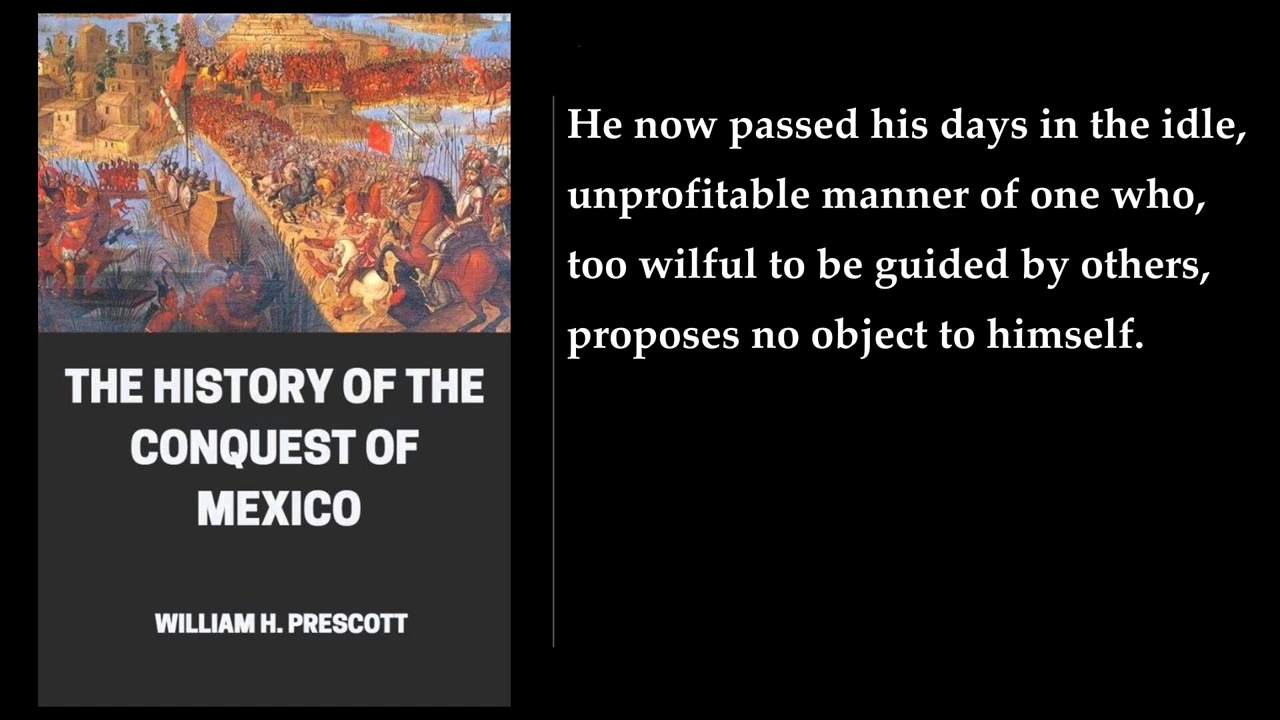 THE HISTORY OF THE
CONQUEST OF
MEXICO
WILLIAM H. PRESCOTT
He now passed his days in the idle,
unprofitable manner of one who,
too wilful to be guided by others,
proposes no object to himself.